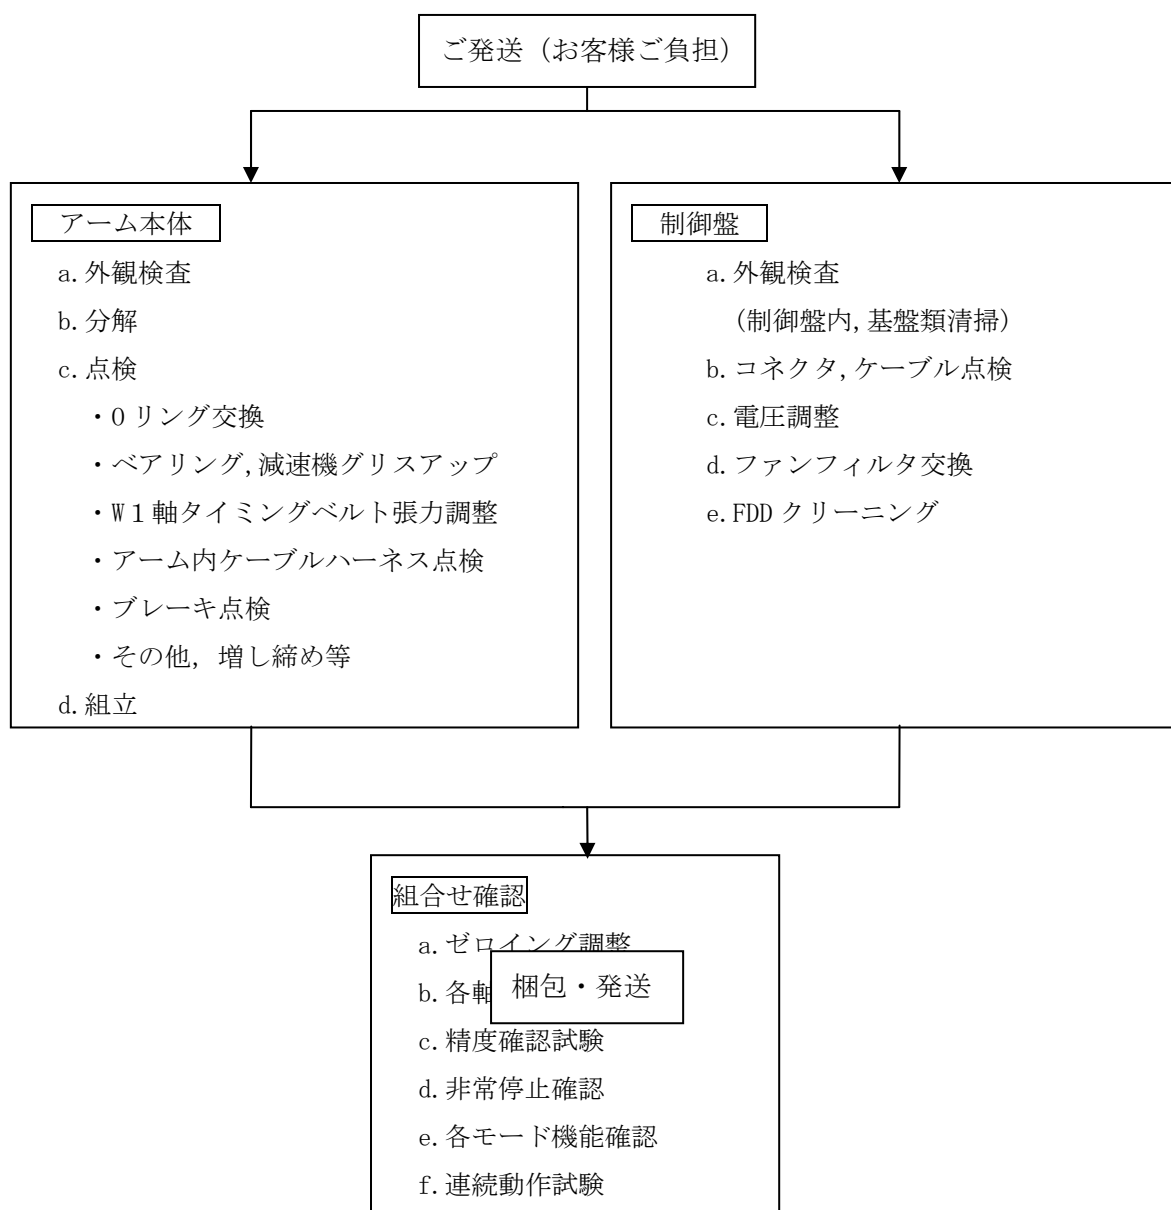 ご発送（お客様ご負担）
アーム本体
a.外観検査
b.分解
c.点検
・O リング交換
・ベアリング,減速機グリスアップ
・W１軸タイミングベルト張力調整
・アーム内ケーブルハーネス点検
・ブレーキ点検
・その他，増し締め等
d.組立
制御盤
a.外観検査
（制御盤内,基盤類清掃）
b.コネクタ,ケーブル点検
c.電圧調整
d.ファンフィルタ交換
e.FDD クリーニング
組合せ確認
a.ゼロイング調整
b.各軸
梱包・発送
c.精度確認試験
d.非常停止確認
e.各モード機能確認
f.連続動作試験